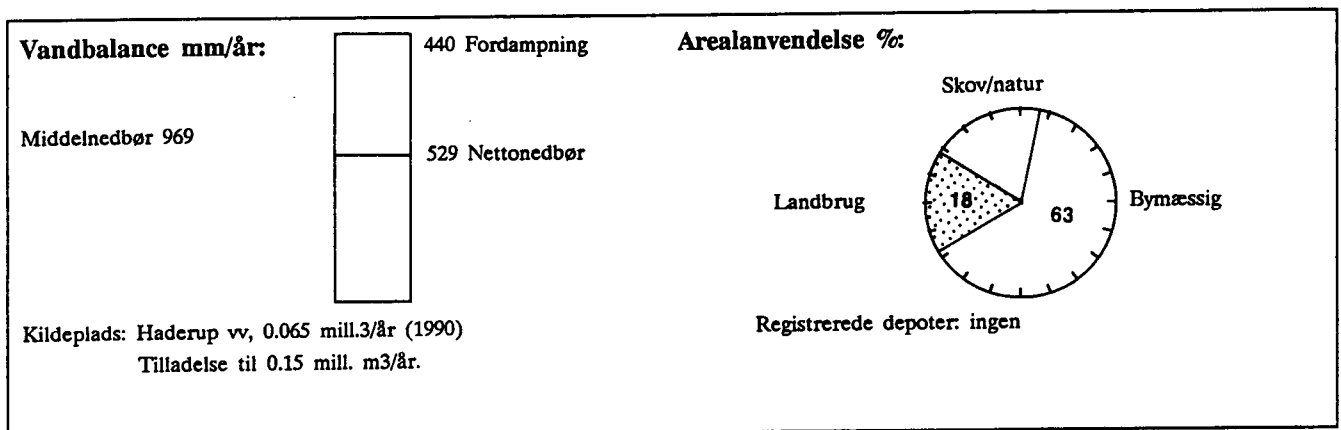 Vandbalance mm/år:
440 Fordampning
Middelnedbør 969
529 Nettonedbør
Kildeplads: Haderup vv, 0.065 mill.3/år (1990)
Tilladelse til 0.15 mill. m3/år.
Arealanvendelse %:
Skov/natur
Landbrug
18
63
Bymæssig
Registrerede depoter: ingen